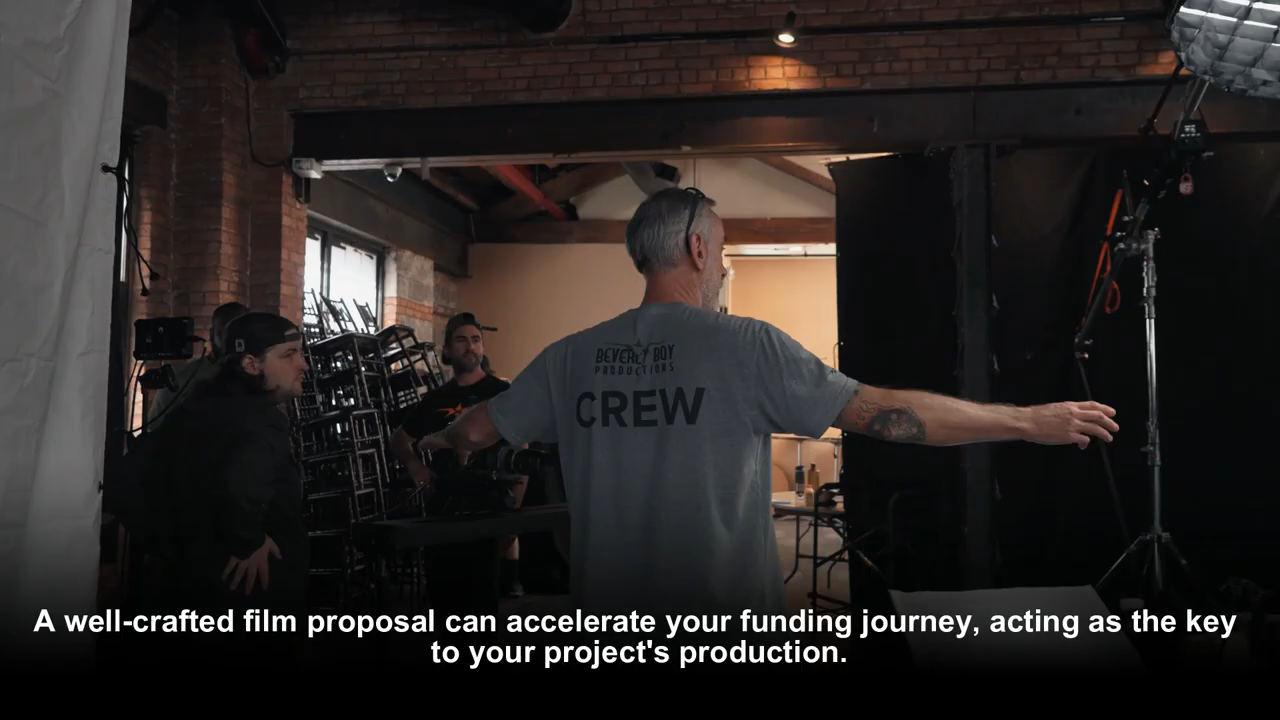 BEVERLY BOY
PRODUCTIONS
CREW
A well-crafted film proposal can accelerate your funding journey, acting as the key
to your project's production.